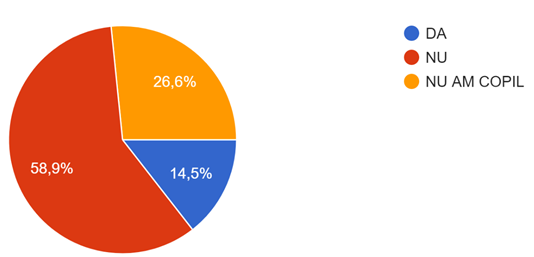 DA
NU
NU AM COPIL
26,6%
58,9%
14,5%